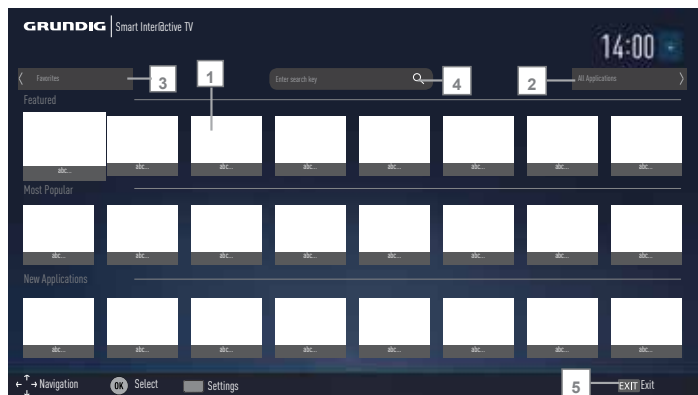 GRUNDIG Smart Inter@ctive TV
14:00
Favorites
3
1
Enter search key
4
2
All Applications
Featured
abc... abc... abc... abc... abc... abc... abc... abc...
Most Popular
abc... abc... abc... abc... abc... abc... abc... abc...
New Applications
abc... abc... abc... abc... abc... abc... abc... abc...
Navigation OK Select Settings 5 EXIT Exit